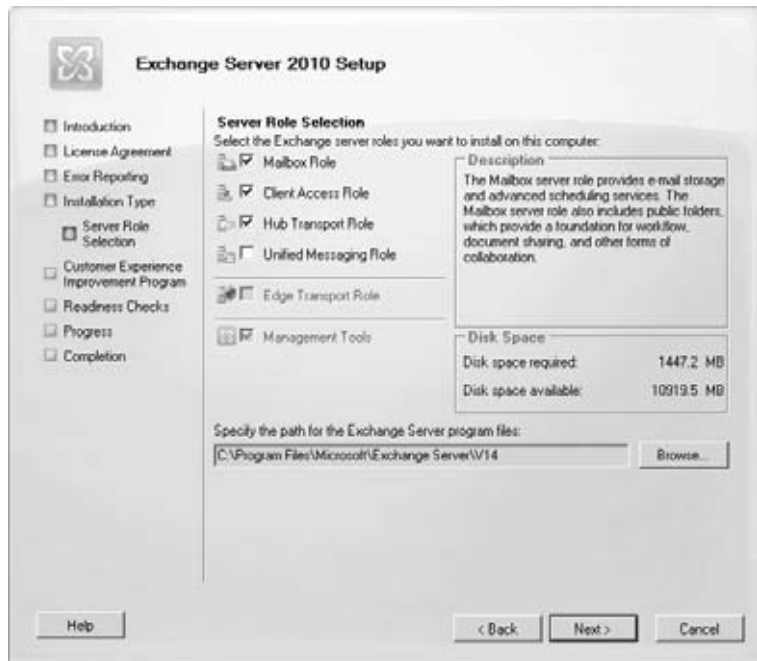 Exchange Server 2010 Setup
Introduction
License Agreement
Error Reporting
Installation Type
Server Role
Selection
Customer Experience
Improvement Program
Readiness Checks
Progress
Completion
Server Role Selection
Select the Exchange server roles you want to install on this computer:
Mailbox Role
Client Access Role
Hub Transport Role
Unified Messaging Role
Edge Transport Role
Management Tools
Description
The Mailbox server role provides e-mail storage
and advanced scheduling services. The
Mailbox server role also includes public folders,
which provide a foundation for workflow,
document sharing, and other forms of
collaboration.
Disk Space
Disk space required: 1447.2 MB
Disk space available: 10919.5 MB
Specify the path for the Exchange Server program files:
C:\Program Files\Microsoft\Exchange Server\V14
Browse...
Help
< Back
Next >
Cancel